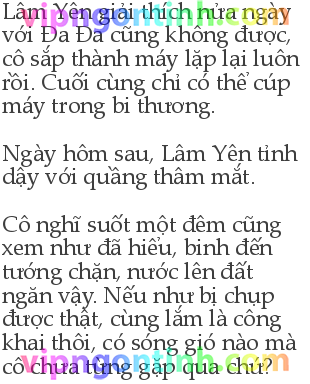 Lâm Yên giải thích nửa ngày
với Đa Đa cũng không được,
cô sắp thành máy lặp lại luôn
rồi. Cuối cùng chỉ có thể cúp
máy trong bi thương.
Ngày hôm sau, Lâm Yên tỉnh
dậy với quầng thâm mắt.
Cô nghĩ suốt một đêm cũng
xem như đã hiểu, binh đến
tướng chặn, nước lên đất
ngăn vậy. Nếu như bị chụp
được thật, cùng lắm là công
khai thôi, có sóng gió nào mà
cô chưa từng gặp qua chứ?
vipngontinh.com
vipngontinh.com